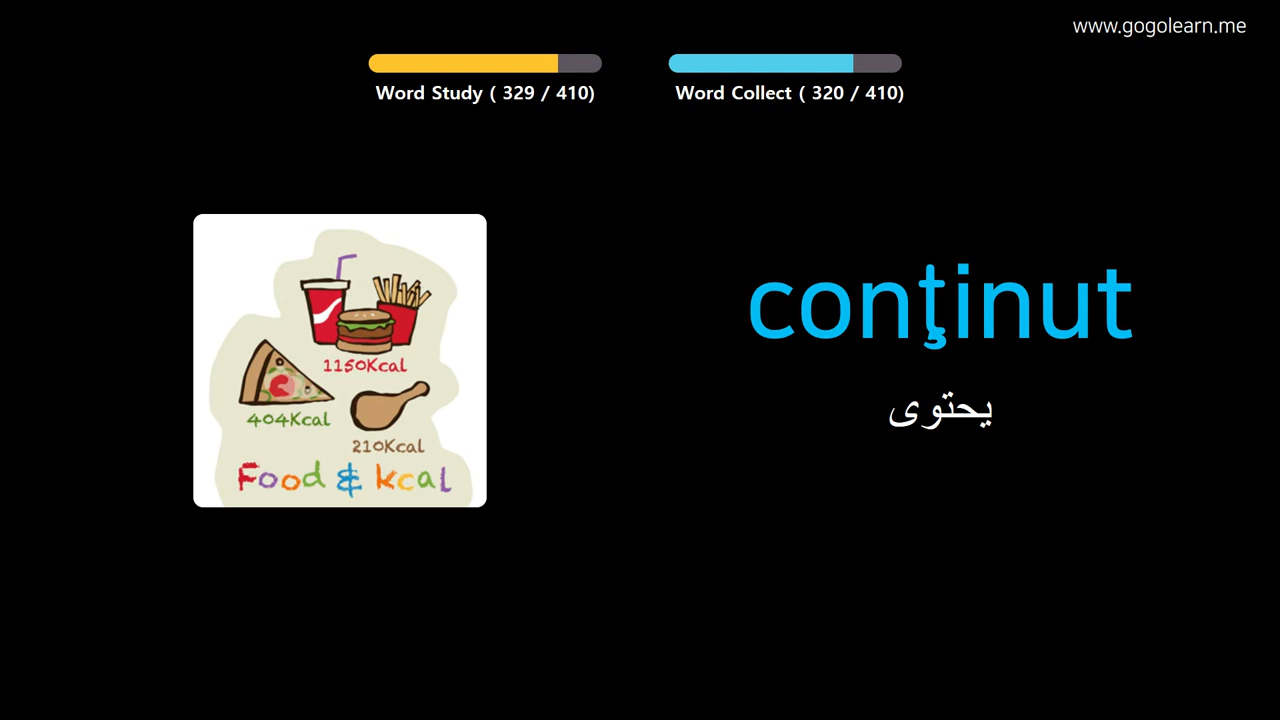 www.gogolearn.me
Word Study ( 329 / 410)
Word Collect ( 320 / 410)
1150Kcal
404Kcal
210Kcal
Food & kcal
conţinut
يحتوى